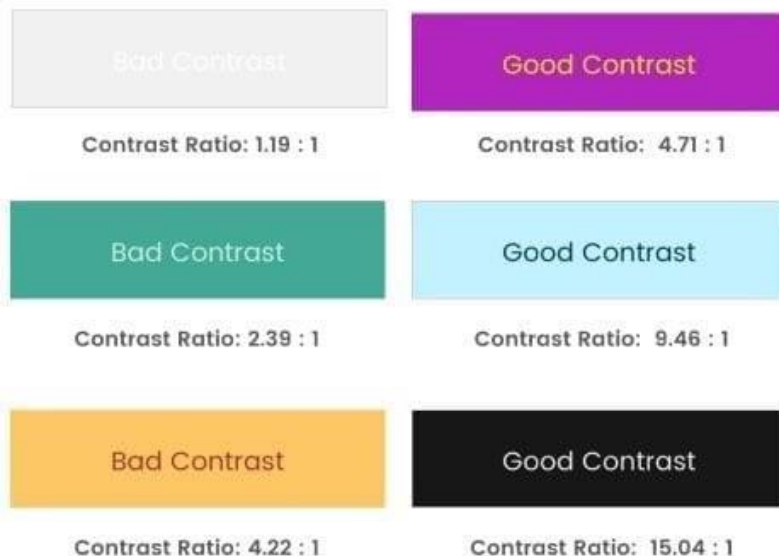 Bad Contrast
Good Contrast
Contrast Ratio: 1.19 : 1
Contrast Ratio: 4.71 : 1
Bad Contrast
Good Contrast
Contrast Ratio: 2.39 : 1
Contrast Ratio: 9.46 : 1
Bad Contrast
Good Contrast
Contrast Ratio: 4.22 : 1
Contrast Ratio: 15.04 : 1